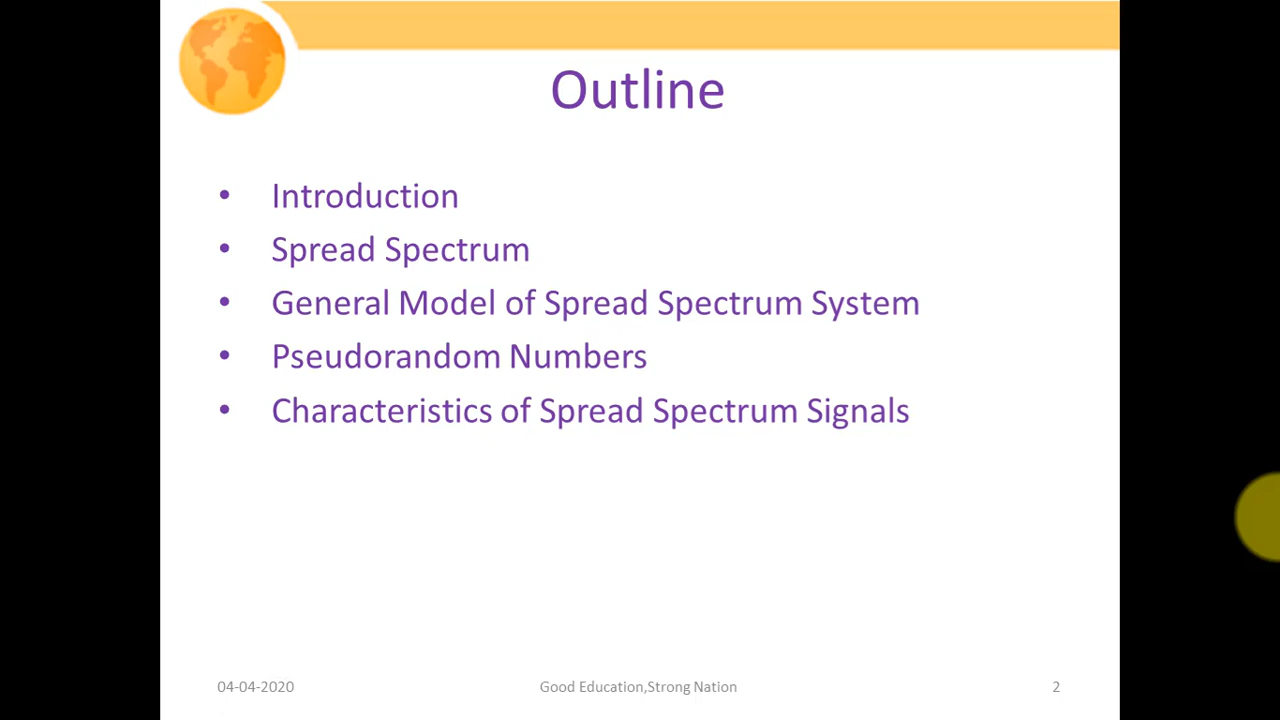 Outline
• Introduction
• Spread Spectrum
• General Model of Spread Spectrum System
• Pseudorandom Numbers
• Characteristics of Spread Spectrum Signals
04-04-2020 Good Education,Strong Nation 2